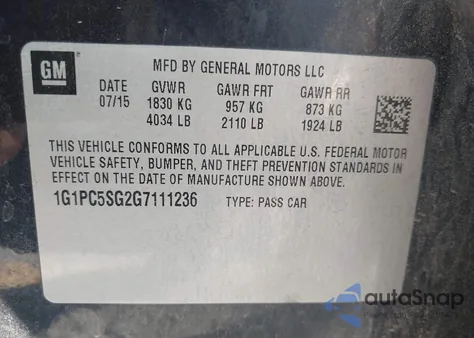 GM
MFD BY GENERAL MOTORS LLC
DATE GVWR GAWR FRT GAWR RR
07/15 1830 KG 957 KG 873 KG
4034 LB 2110 LB 1924 LB
THIS VEHICLE CONFORMS TO ALL APPLICABLE U.S. FEDERAL MOTOR
VEHICLE SAFETY, BUMPER, AND THEFT PREVENTION STANDARDS IN
EFFECT ON THE DATE OF MANUFACTURE SHOWN ABOVE.
1G1PC5SG2G7111236 TYPE: PASS CAR
autoSnap